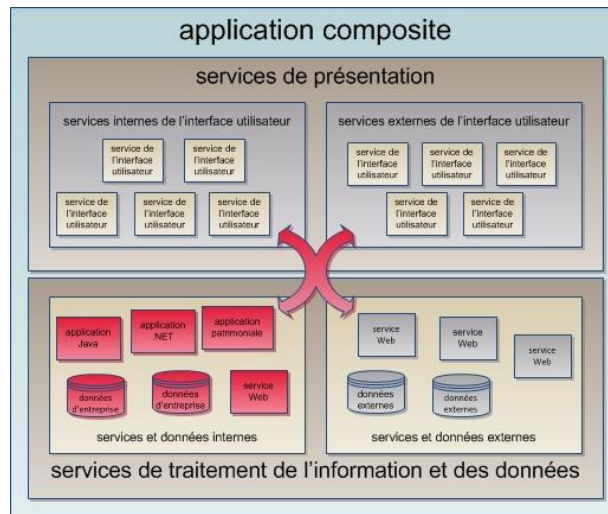 application composite
services de présentation
services internes de l'interface utilisateur
service de
l'interface
utilisateur
service de
l'interface
utilisateur
service de
l'interface
utilisateur
service de
l'interface
utilisateur
service de
l'interface
utilisateur
services externes de l'interface utilisateur
service de
l'interface
utilisateur
service de
l'interface
utilisateur
service de
l'interface
utilisateur
service de
l'interface
utilisateur
service de
l'interface
utilisateur
application
Java
application
.NET
application
patrimoniale
données
d'entreprise
données
d'entreprise
service
Web
services et données internes
service
Web
service
Web
service
Web
données
externes
données
externes
services et données externes
services de traitement de l'information et des données